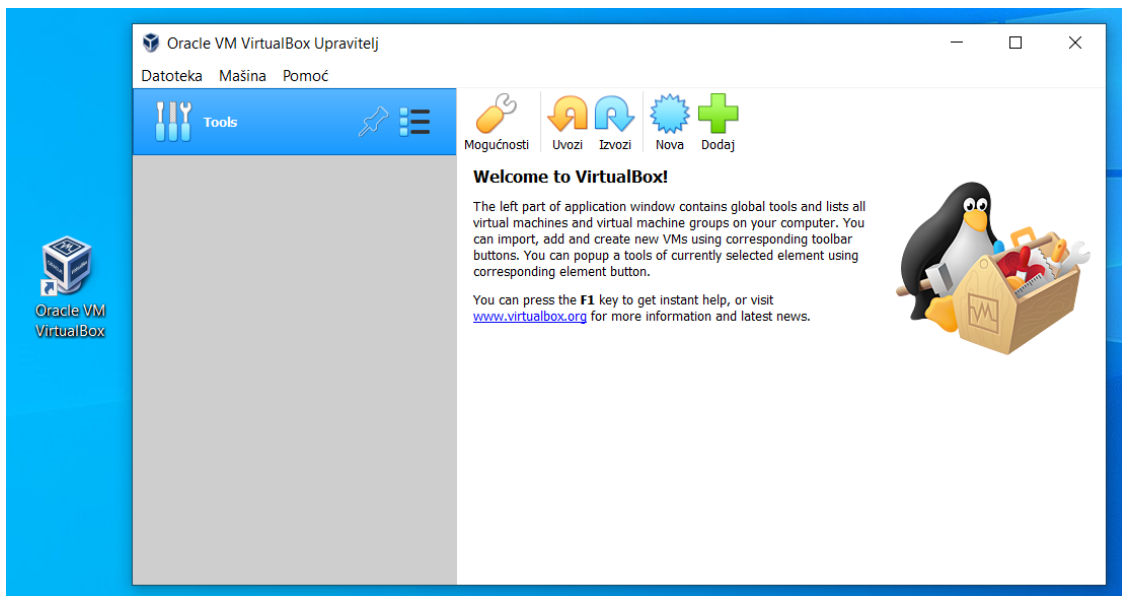 Oracle VM VirtualBox Upravitelj
Datoteka Mašina Pomoć
Tools
Mogućnosti Uvozi Izvozi Nova Dodaj
Welcome to VirtualBox!
The left part of application window contains global tools and lists all
virtual machines and virtual machine groups on your computer. You
can import, add and create new VMs using corresponding toolbar
buttons. You can popup a tools of currently selected element using
corresponding element button.
You can press the F1 key to get instant help, or visit
www.virtualbox.org for more information and latest news.
Oracle VM
VirtualBox